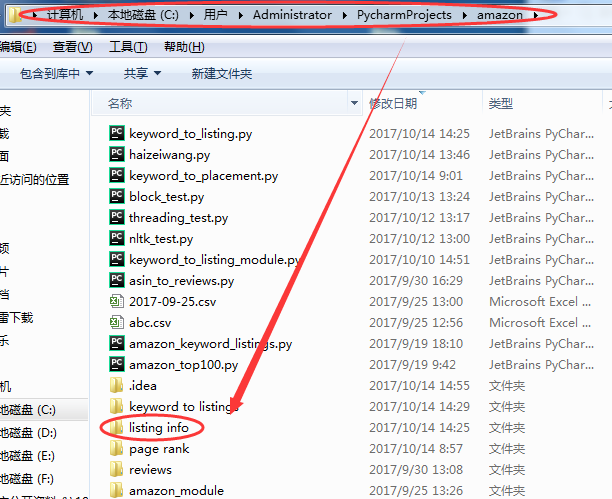 计算机 本地磁盘 (C:) 用户 Administrator PycharmProjects amazon
编辑(E) 查看(V) 工具(T) 帮助(H)
包含到库中 共享 新建文件夹
名称 修改日期 类型
夹
载
面
近访问的位置
频
片
档
雷下载
乐
机
地磁盘 (C:)
地磁盘 (D:)
地磁盘 (E:)
地磁盘 (F:)
keyword_to_listing.py 2017/10/14 14:25 JetBrains PyChar...
haizeiwang.py 2017/10/14 13:46 JetBrains PyChar...
keyword_to_placement.py 2017/10/14 9:01 JetBrains PyChar...
block_test.py 2017/10/13 13:24 JetBrains PyChar...
threading_test.py 2017/10/12 13:17 JetBrains PyChar...
nltk_test.py 2017/10/12 13:00 JetBrains PyChar...
keyword_to_listing_module.py 2017/10/10 14:51 JetBrains PyChar...
asin_to_reviews.py 2017/9/30 16:29 JetBrains PyChar...
2017-09-25.csv 2017/9/25 13:00 Microsoft Excel ...
abc.csv 2017/9/25 12:56 Microsoft Excel ...
amazon_keyword_listings.py 2017/9/19 18:10 JetBrains PyChar...
amazon_top100.py 2017/9/19 9:42 JetBrains PyChar...
.idea 2017/10/14 14:55 文件夹
keyword to listings 2017/10/14 14:29 文件夹
listing info 2017/10/14 14:25 文件夹
page rank 2017/10/14 8:57 文件夹
reviews 2017/9/30 13:08 文件夹
amazon_module 2017/9/25 13:26 文件夹